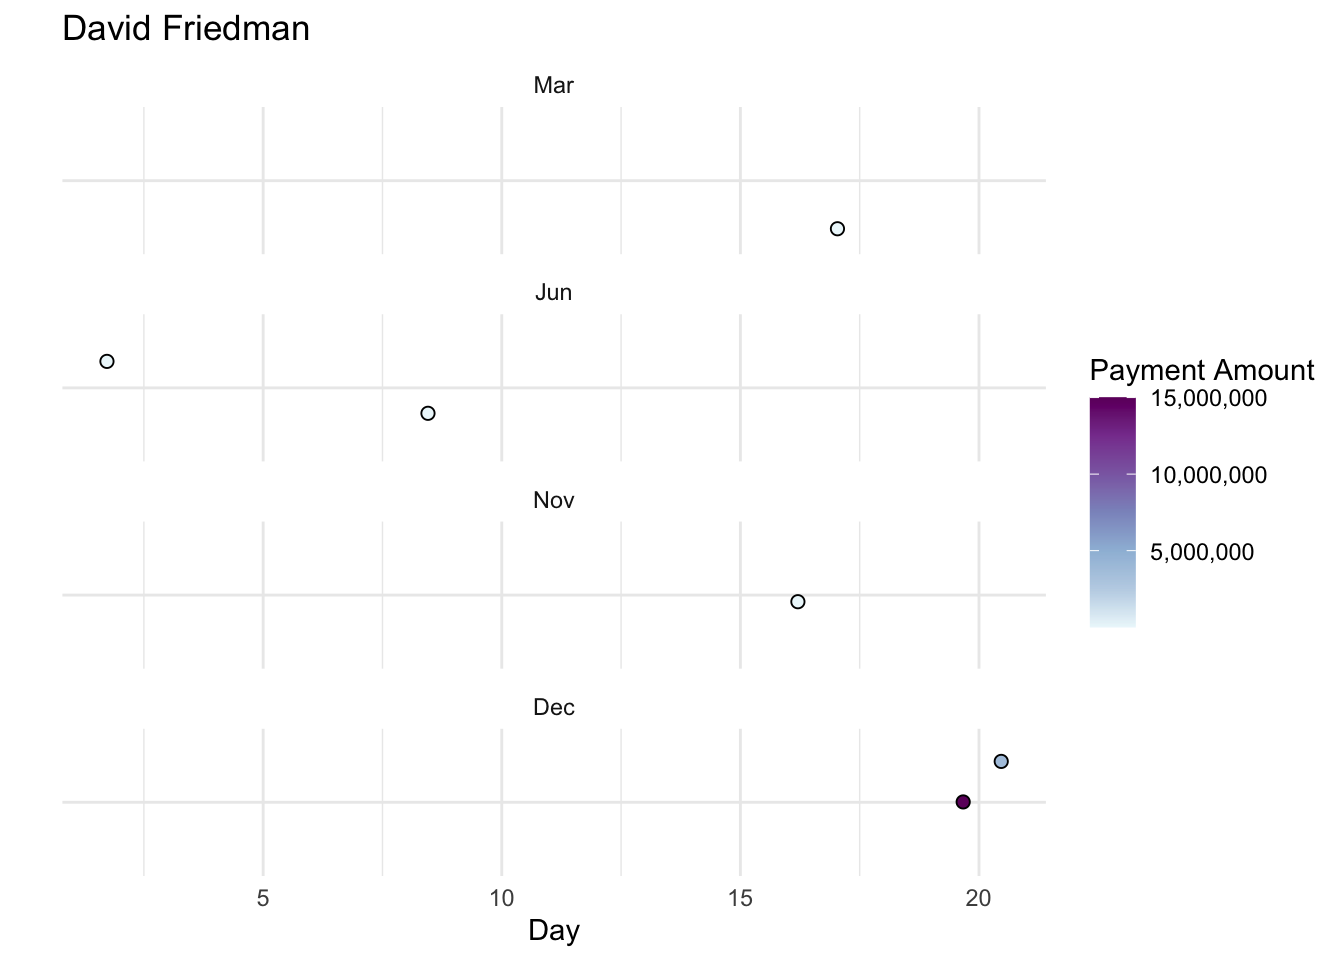 David Friedman
Mar
Jun
Nov
Dec
5 10 15 20
Day
Payment Amount
15,000,000
10,000,000
5,000,000